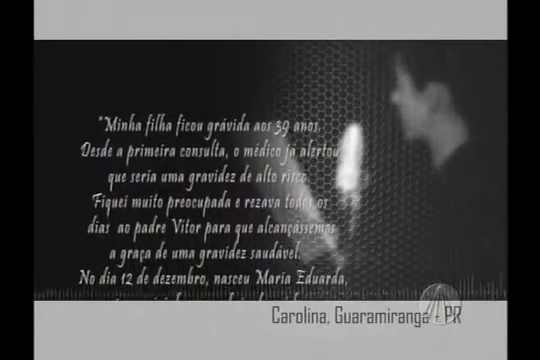 "Minha filha ficou grávida aos 39 anos.
Desde a primeira consulta, o médico já alertou
que seria uma gravidez de alto risco.
Fiquei muito preocupada e rezava todos os
dias ao padre Vitor para que alcançássemos
a graça de uma gravidez saudável.
No dia 12 de dezembro, nasceu Maria Eduarda,
Carolina, Guaramiranga - PR